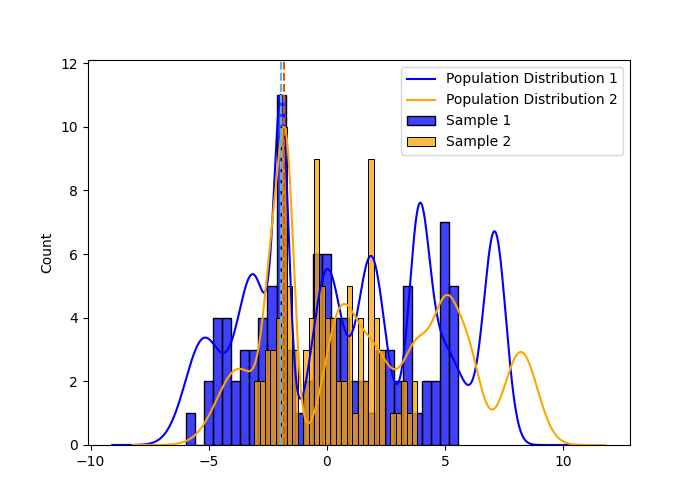 12
10
8
6
4
2
0
Count
−10
−5
0
5
10
Population Distribution 1
Population Distribution 2
Sample 1
Sample 2